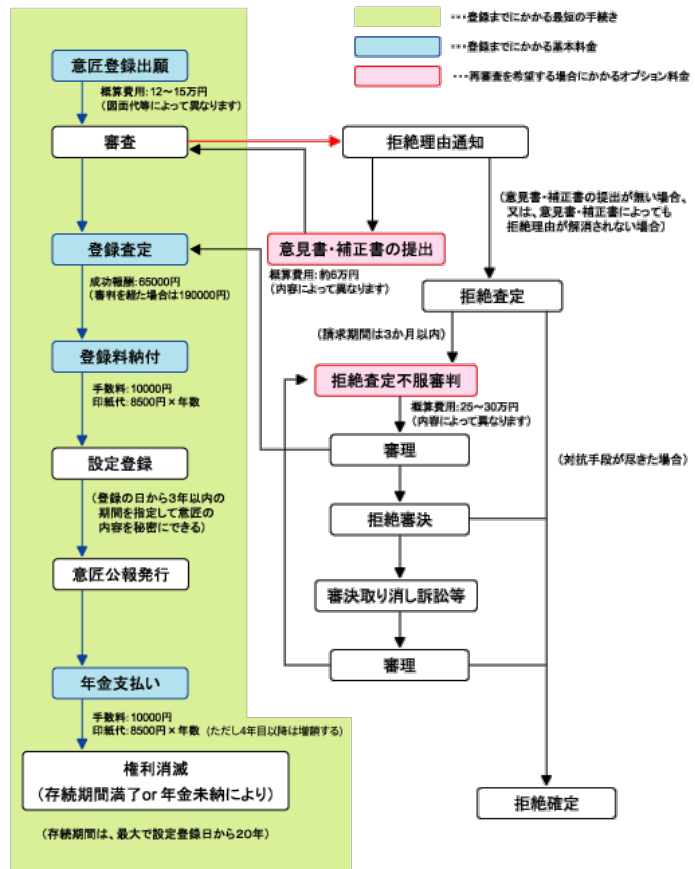 …登録までにかかる最短の手続き
…登録までにかかる基本料金
…再審査を希望する場合にかかるオプション料金
意匠登録出願
概算費用:12～15万円
(図面代等によって異なります)
審査
拒絶理由通知
(意見書・補正書の提出が無い場合、
又は、意見書・補正書によっても
拒絶理由が解消されない場合)
登録査定
成功報酬:65000円
(審判を経た場合は190000円)
意見書・補正書の提出
概算費用:約6万円
(内容によって異なります)
拒絶査定
(請求期間は3か月以内)
登録料納付
手数料:10000円
印紙代:8500円×年数
拒絶査定不服審判
概算費用:25～30万円
(内容によって異なります)
審理
(対抗手段が尽きた場合)
設定登録
(登録の日から3年以内の
期間を指定して意匠の
内容を秘密にできる)
拒絶審決
意匠公報発行
審決取り消し訴訟等
審理
年金支払い
手数料:10000円
印紙代:8500円×年数 (ただし4年目以降は増額する)
権利消滅
(存続期間満了or 年金未納により)
拒絶確定
(存続期間は、最大で設定登録日から20年)